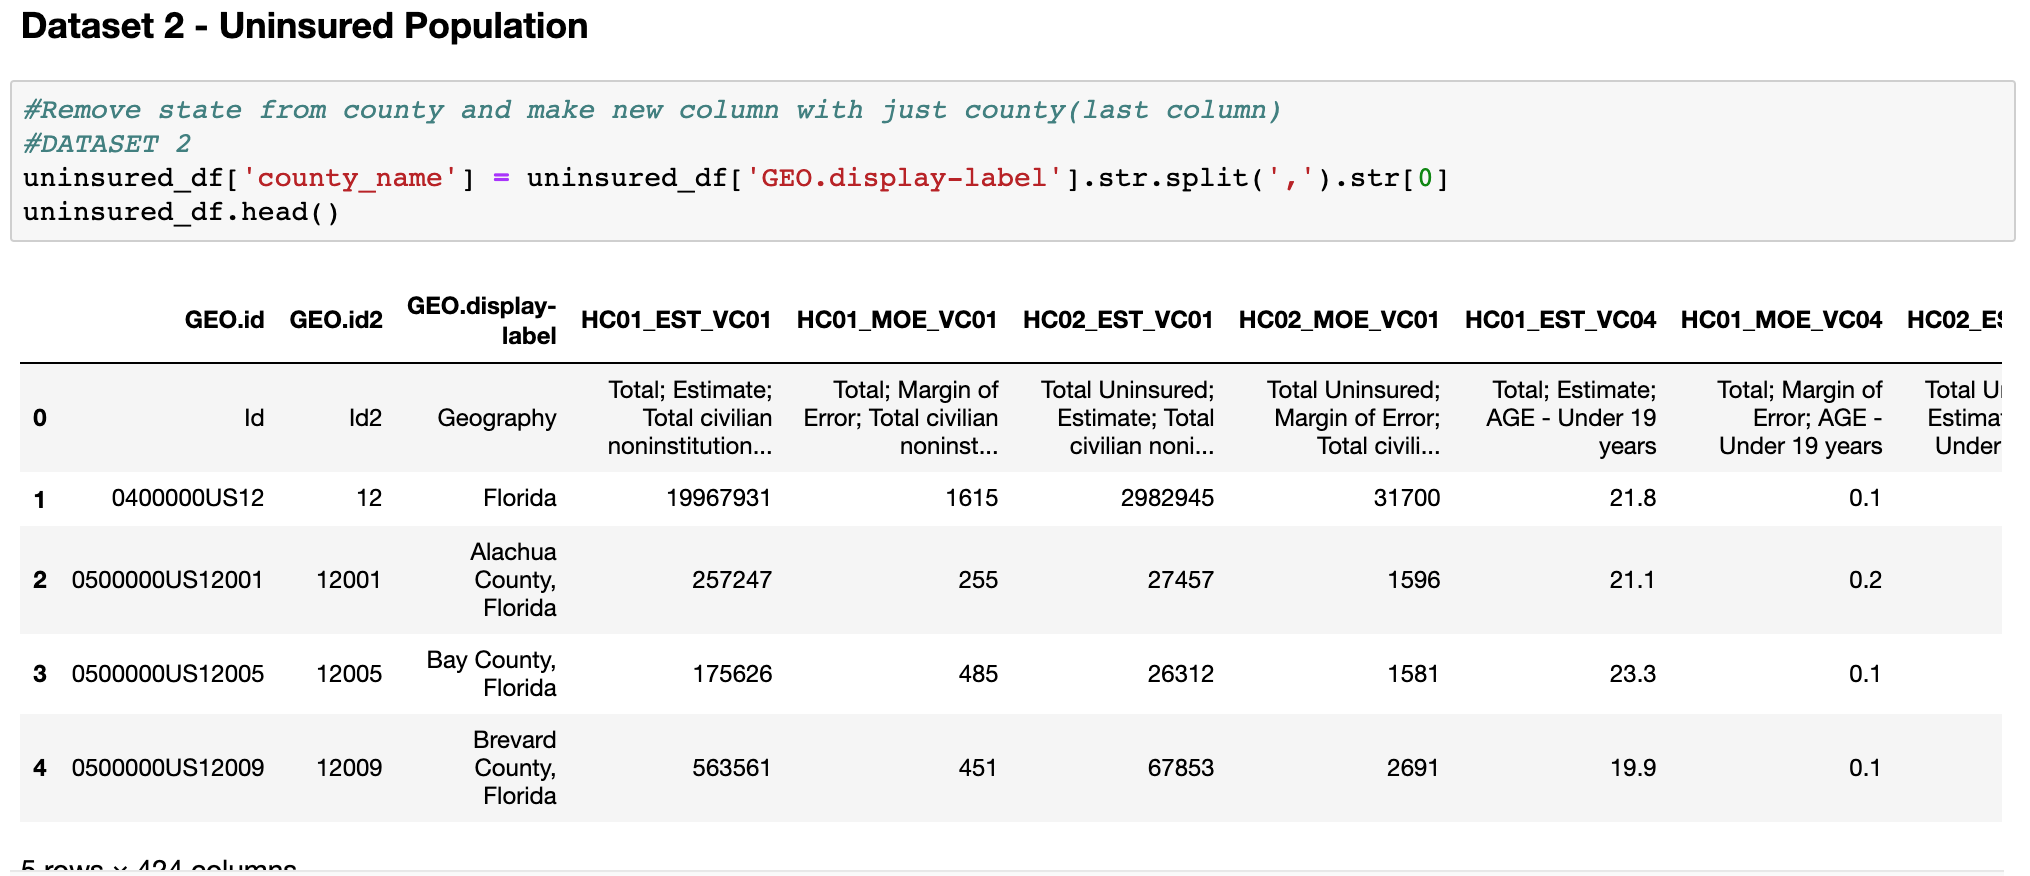 Dataset 2 - Uninsured Population
#Remove state from county and make new column with just county(last column)
#DATASET 2
uninsured_df['county_name'] = uninsured_df['GEO.display-label'].str.split(',').str[0]
uninsured_df.head()
GEO.id GEO.id2 GEO.display-label HC01_EST_VC01 HC01_MOE_VC01 HC02_EST_VC01 HC02_MOE_VC01 HC01_EST_VC04 HC01_MOE_VC04 HC02_ES
0 Id Id2 Geography Total; Estimate; Total civilian noninstitution... Total; Margin of Error; Total civilian noninst... Total Uninsured; Estimate; Total civilian noni... Total Uninsured; Margin of Error; Total civili... Total; Estimate; AGE - Under 19 years Total; Margin of Error; AGE - Under 19 years Total U Estima Under
1 0400000US12 12 Florida 19967931 1615 2982945 31700 21.8 0.1
2 0500000US12001 12001 Alachua County, Florida 257247 255 27457 1596 21.1 0.2
3 0500000US12005 12005 Bay County, Florida 175626 485 26312 1581 23.3 0.1
4 0500000US12009 12009 Brevard County, Florida 563561 451 67853 2691 19.9 0.1
5 rows × 424 columns